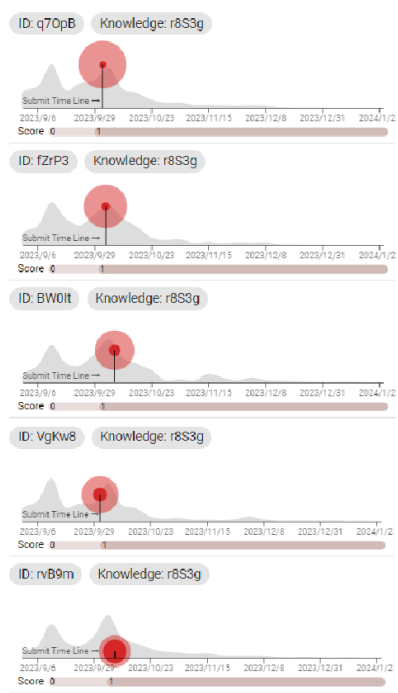 ID: q7OpB Knowledge: r8S3g
Submit Time Line →
2023/9/6 2023/9/29 2023/10/23 2023/11/15 2023/12/8 2023/12/31 2024/1/2
Score 0 1
ID: fZrP3 Knowledge: r8S3g
Submit Time Line →
2023/9/6 2023/9/29 2023/10/23 2023/11/15 2023/12/8 2023/12/31 2024/1/2
Score 0 1
ID: BW0It Knowledge: r8S3g
Submit Time Line →
2023/9/6 2023/9/29 2023/10/23 2023/11/15 2023/12/8 2023/12/31 2024/1/2
Score 0 1
ID: VgKw8 Knowledge: r8S3g
Submit Time Line →
2023/9/6 2023/9/29 2023/10/23 2023/11/15 2023/12/8 2023/12/31 2024/1/2
Score 0 1
ID: rvB9m Knowledge: r8S3g
Submit Time Line →
2023/9/6 2023/9/29 2023/10/23 2023/11/15 2023/12/8 2023/12/31 2024/1/2
Score 0 1